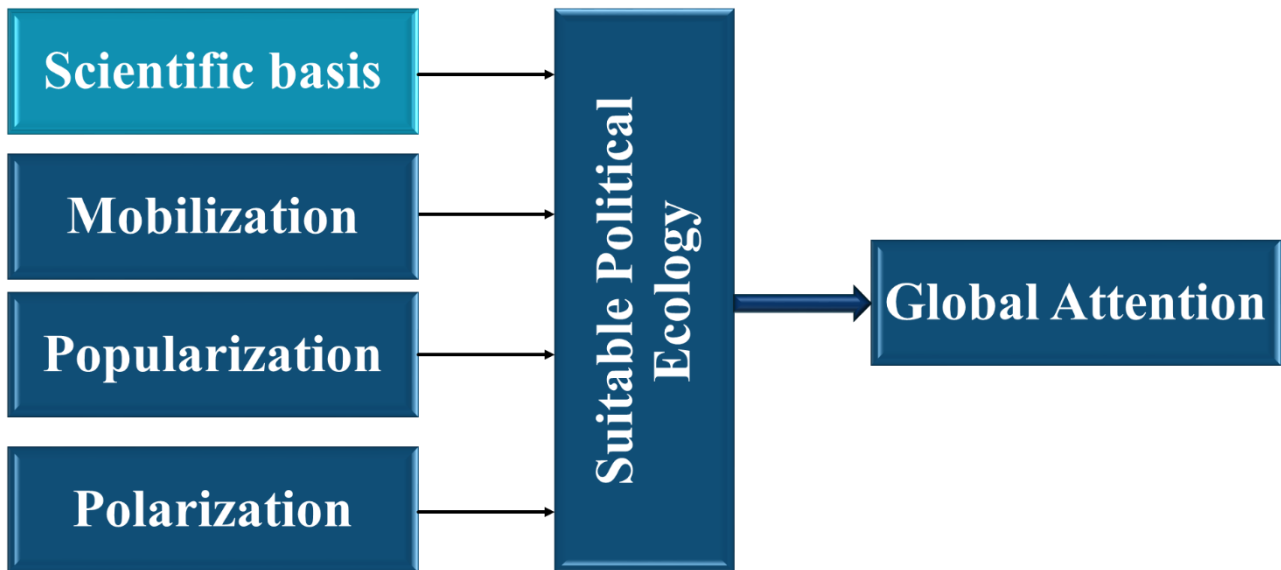 Scientific basis
Mobilization
Popularization
Polarization
Suitable Political
Ecology
Global Attention